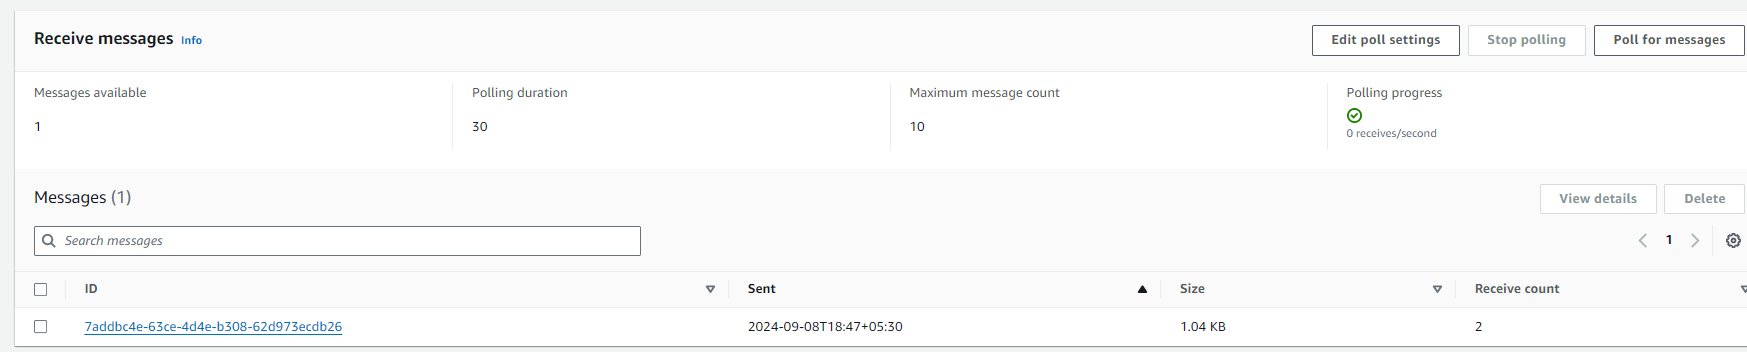 Receive messages Info
Edit poll settings Stop polling Poll for messages
Messages available Polling duration Maximum message count Polling progress
1 30 10
0 receives/second
Messages (1)
View details Delete
Search messages
1
ID Sent Size Receive count
7addbc4e-63ce-4d4e-b308-62d973ecdb26 2024-09-08T18:47+05:30 1.04 KB 2